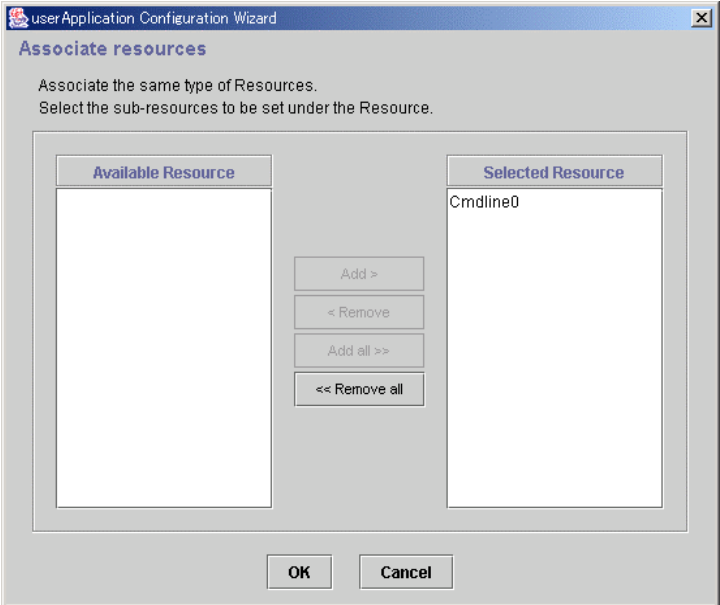 userApplication Configuration Wizard
Associate resources
Associate the same type of Resources.
Select the sub-resources to be set under the Resource.
Available Resource
Selected Resource
Cmdline0
Add >
< Remove
Add all >>
<< Remove all
OK
Cancel